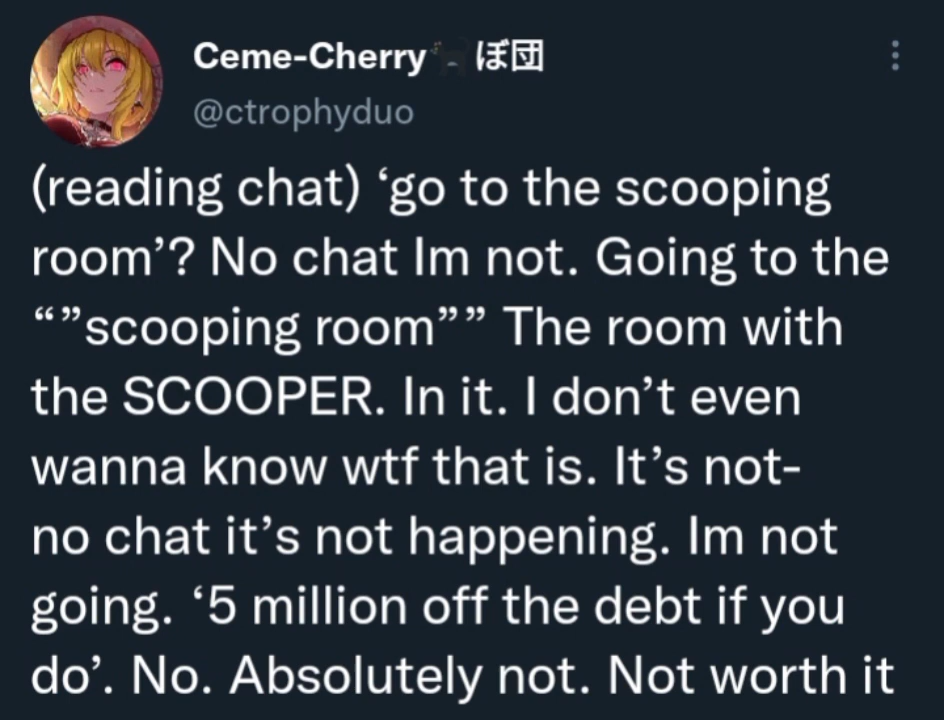 Ceme-Cherry🐈‍⬛ぽ団
@ctrophyduo
(reading chat) ‘go to the scooping
room’? No chat Im not. Going to the
“”scooping room”” The room with
the SCOOPER. In it. I don’t even
wanna know wtf that is. It’s not-
no chat it’s not happening. Im not
going. ‘5 million off the debt if you
do’. No. Absolutely not. Not worth it